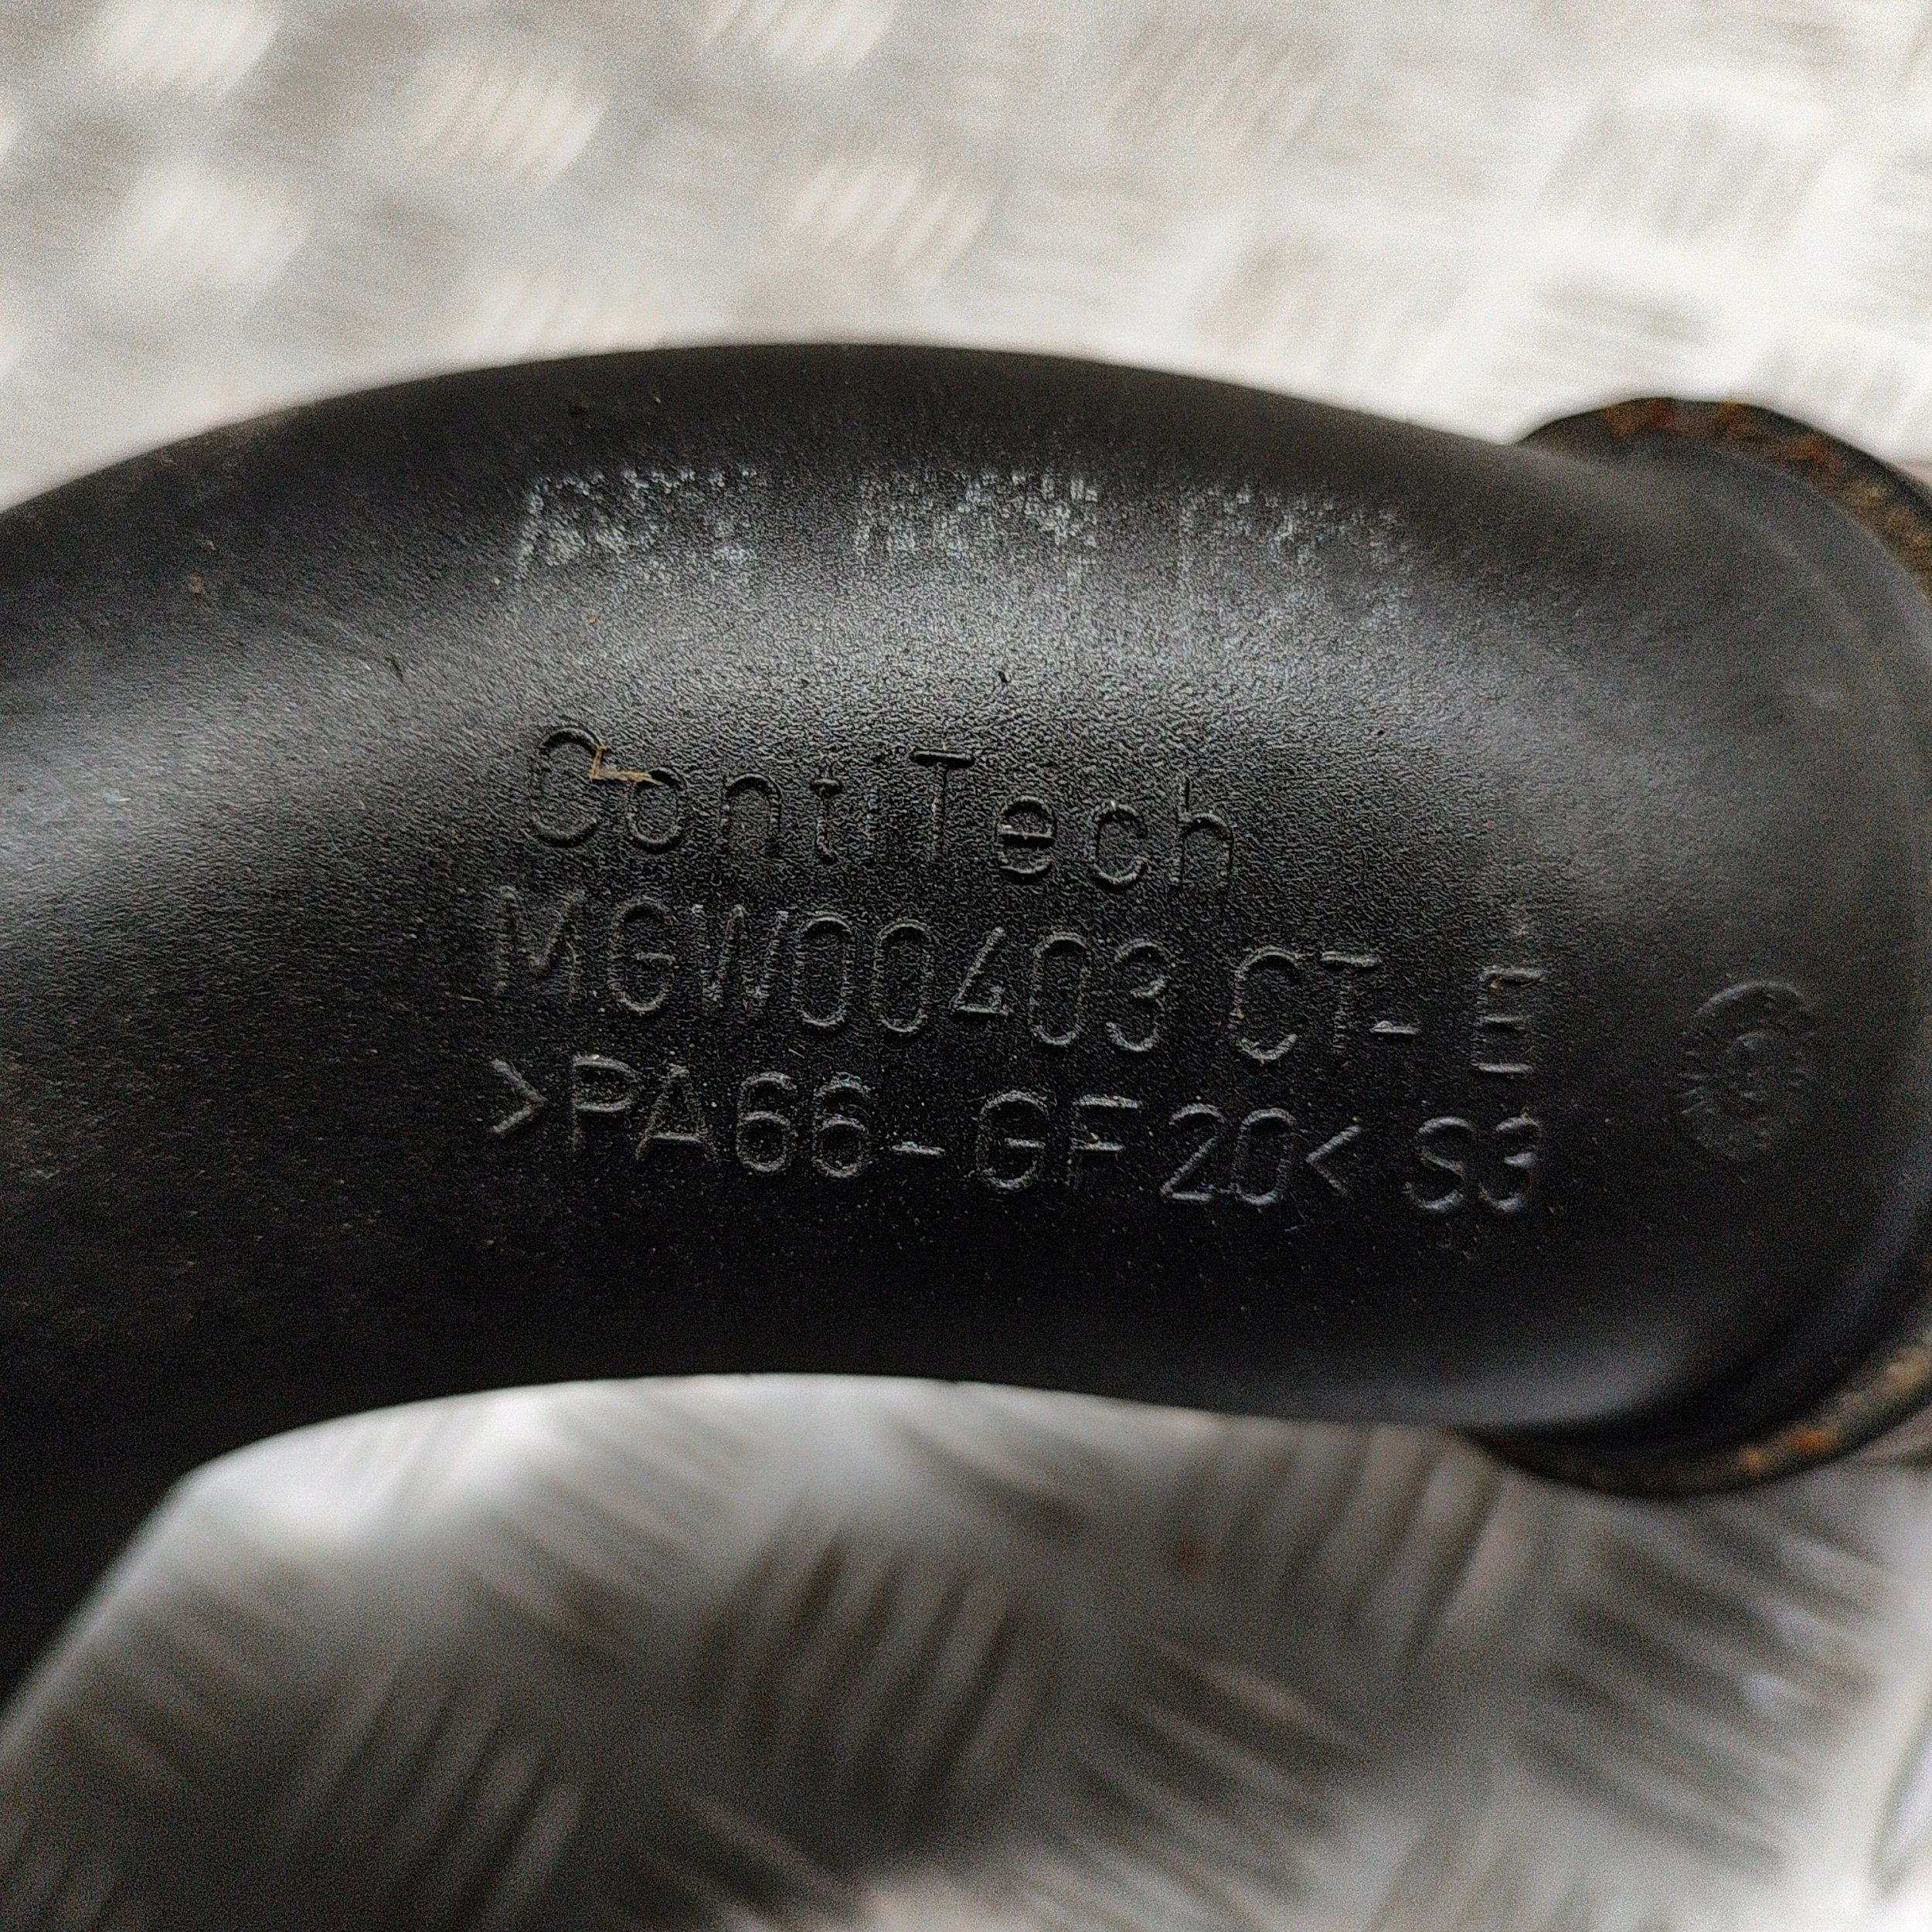 ContiTech
MGW00403 CT-E
>PA66-GF20< S3